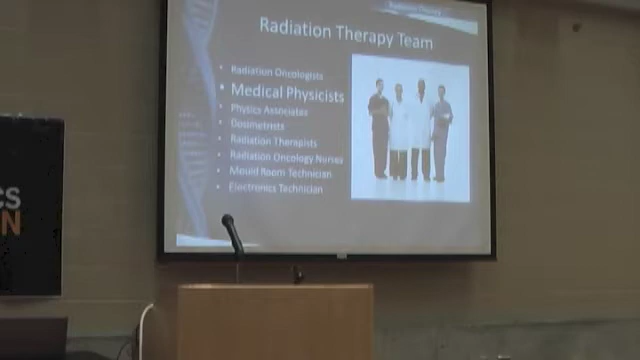 Radiation Therapy Team
• Radiation Oncologists
• Medical Physicists
• Physics Associates
• Dosimetrists
• Radiation Therapists
• Radiation Oncology Nurses
• Mould Room Technician
• Electronics Technician
CS
N